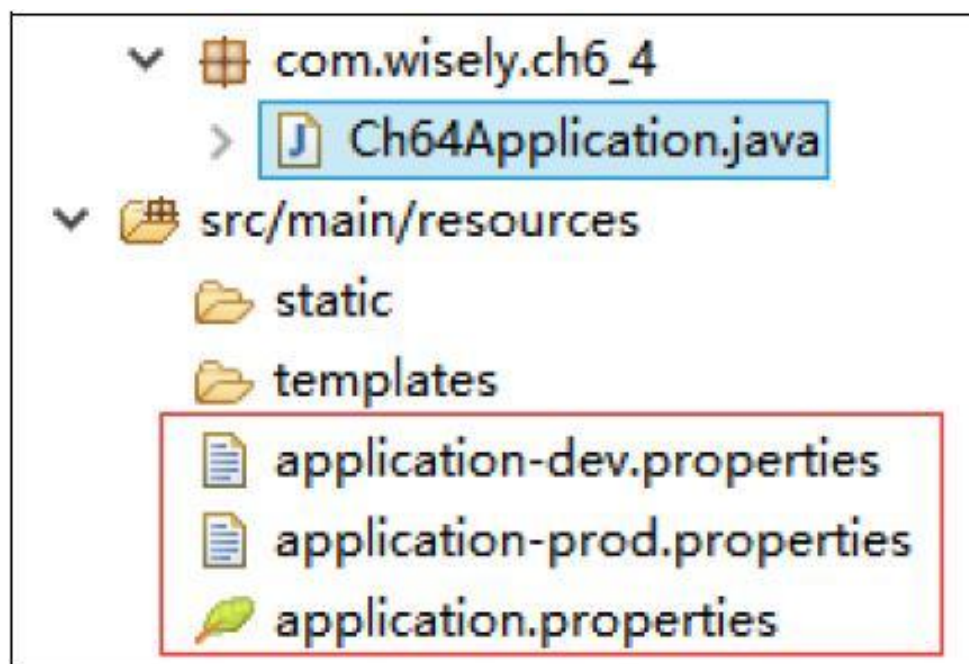 com.wisely.ch6_4
Ch64Application.java
src/main/resources
static
templates
application-dev.properties
application-prod.properties
application.properties